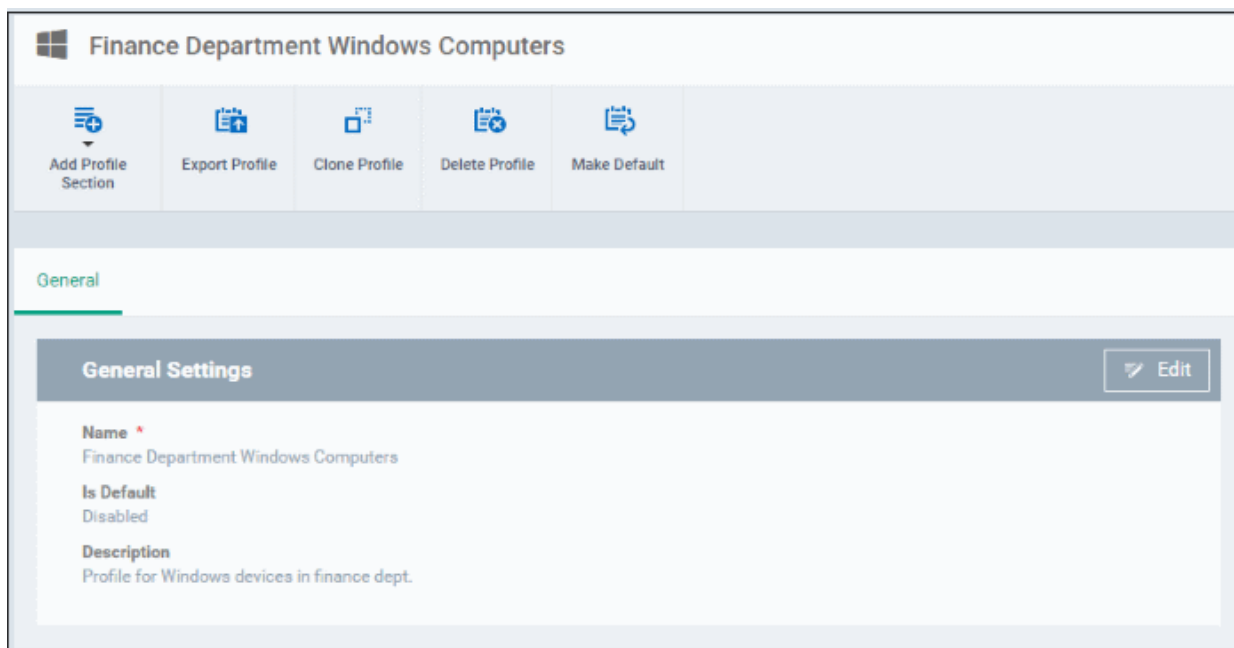 Finance Department Windows Computers
Add Profile
Section
Export Profile
Clone Profile
Delete Profile
Make Default
General
General Settings
Edit
Name *
Finance Department Windows Computers
Is Default
Disabled
Description
Profile for Windows devices in finance dept.